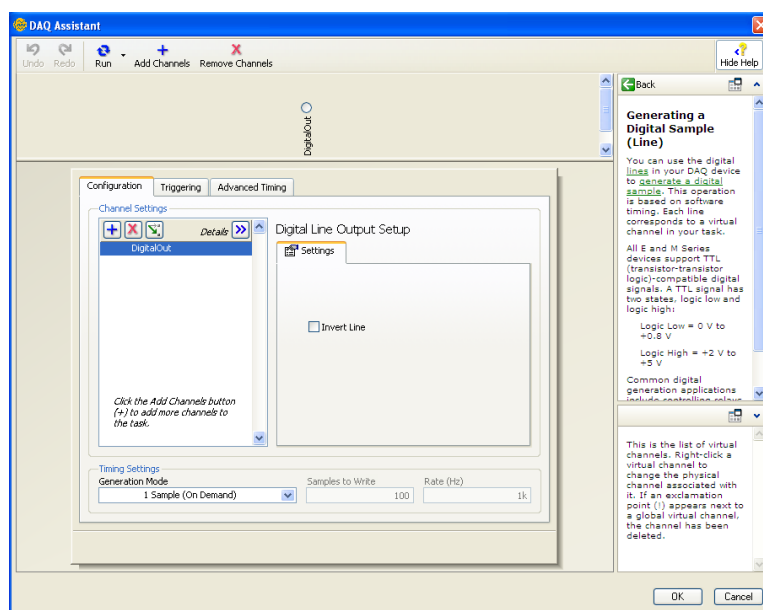 DAQ Assistant
Undo Redo Run Add Channels Remove Channels
Hide Help
DigitalOut
Configuration Triggering Advanced Timing
Channel Settings
Details
DigitalOut
Click the Add Channels button
(+) to add more channels to
the task.
Digital Line Output Setup
Settings
Invert Line
Timing Settings
Generation Mode Samples to Write Rate (Hz)
1 Sample (On Demand) 100 1k
Back
Generating a
Digital Sample
(Line)
You can use the digital
lines in your DAQ device
to generate a digital
sample. This operation
is based on software
timing. Each line
corresponds to a virtual
channel in your task.
All E and M Series
devices support TTL
(transistor-transistor
logic)-compatible digital
signals. A TTL signal has
two states, logic low and
logic high:
Logic Low = 0 V to
+0.8 V
Logic High = +2 V to
+5 V
Common digital
generation applications
include controlling relays
This is the list of virtual
channels. Right-click a
virtual channel to
change the physical
channel associated with
it. If an exclamation
point (!) appears next to
a global virtual channel,
the channel has been
deleted.
OK Cancel